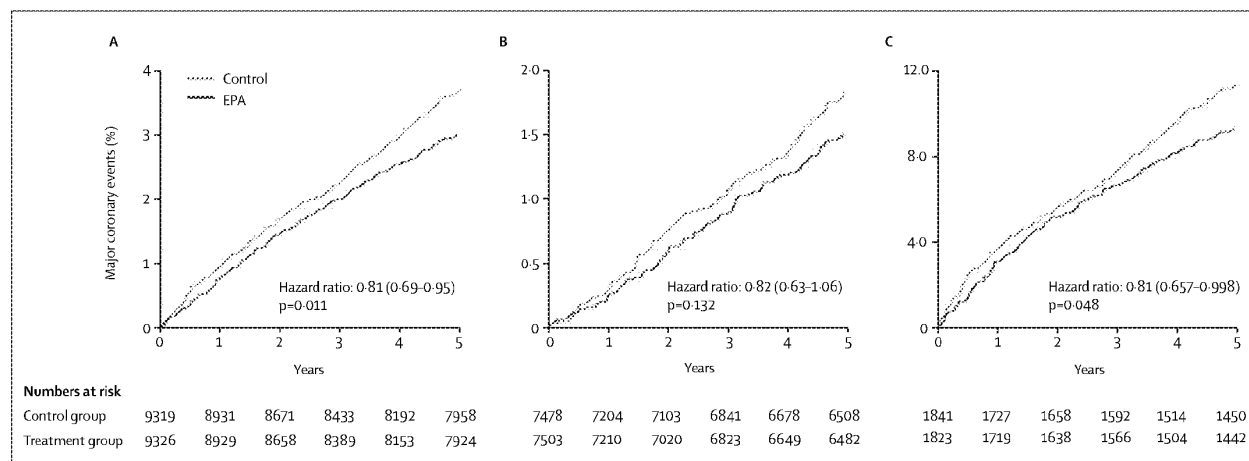 A
B
C
4
3
2
1
0
Major coronary events (%)
Control
EPA
Hazard ratio: 0·81 (0·69–0·95)
p=0·011
0 1 2 3 4 5
Years
2·0
1·5
1·0
0·5
0
Hazard ratio: 0·82 (0·63–1·06)
p=0·132
0 1 2 3 4 5
Years
12·0
8·0
4·0
0
Hazard ratio: 0·81 (0·657–0·998)
p=0·048
0 1 2 3 4 5
Years
Numbers at risk
Control group 9319 8931 8671 8433 8192 7958 7478 7204 7103 6841 6678 6508 1841 1727 1658 1592 1514 1450
Treatment group 9326 8929 8658 8389 8153 7924 7503 7210 7020 6823 6649 6482 1823 1719 1638 1566 1504 1442